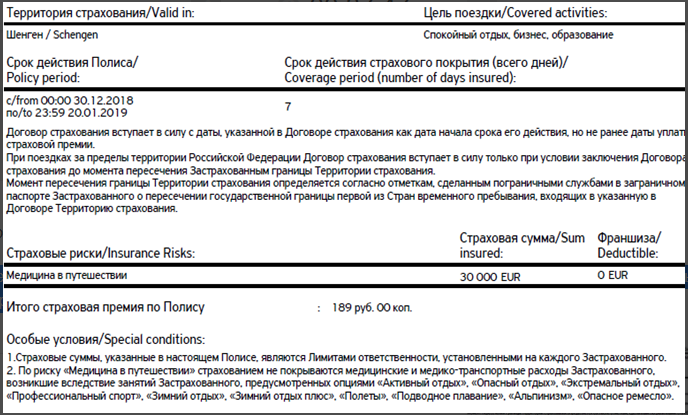 Территория страхования/Valid in: Цель поездки/Covered activities:
Шенген / Schengen Спокойный отдых, бизнес, образование
Срок действия Полиса/ Срок действия страхового покрытия (всего дней)/
Policy period: Coverage period (number of days insured):
с/from 00:00 30.12.2018
7
по/to 23:59 20.01.2019
Договор страхования вступает в силу с даты, указанной в Договоре страхования как дата начала срока его действия, но не ранее даты уплат
страховой премии.
При поездках за пределы территории Российской Федерации Договор страхования вступает в силу только при условии заключения Договора
страхования до момента пересечения Застрахованным границы Территории страхования.
Момент пересечения границы Территории страхования определяется согласно отметкам, сделанным пограничными службами в заграничном
паспорте Застрахованного о пересечении государственной границы первой из Стран временного пребывания, входящих в указанную в
Договоре Территорию страхования.
Страховая сумма/Sum Франшиза/
Страховые риски/Insurance Risks: insured: Deductible:
Медицина в путешествии 30 000 EUR 0 EUR
Итого страховая премия по Полису : 189 руб. 00 коп.
Особые условия/Special conditions:
1.Страховые суммы, указанные в настоящем Полисе, являются Лимитами ответственности, установленными на каждого Застрахованного.
2. По риску «Медицина в путешествии» страхованием не покрываются медицинские и медико-транспортные расходы Застрахованного,
возникшие вследствие занятий Застрахованного, предусмотренных опциями «Активный отдых», «Опасный отдых», «Экстремальный отдых»,
«Профессиональный спорт», «Зимний отдых», «Зимний отдых плюс», «Полеты», «Подводное плавание», «Альпинизм», «Опасное ремесло».